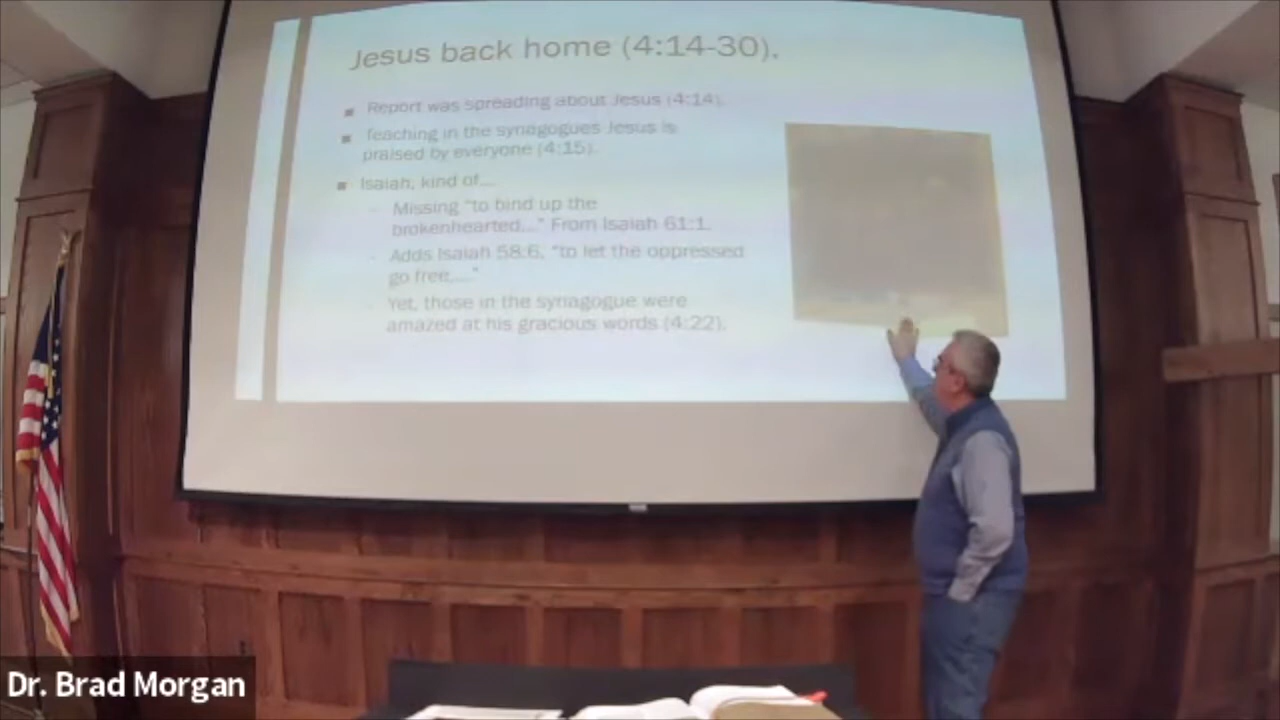 Jesus back home (4:14-30).
Report was spreading about Jesus (4:14).
Teaching in the synagogues Jesus is
praised by everyone (4:15).
Isaiah, kind of...
Missing "to bind up the
brokenhearted..." From Isaiah 61:1.
Adds Isaiah 58:6, "to let the oppressed
go free,..."
Yet, those in the synagogue were
amazed at his gracious words (4:22).
Dr. Brad Morgan